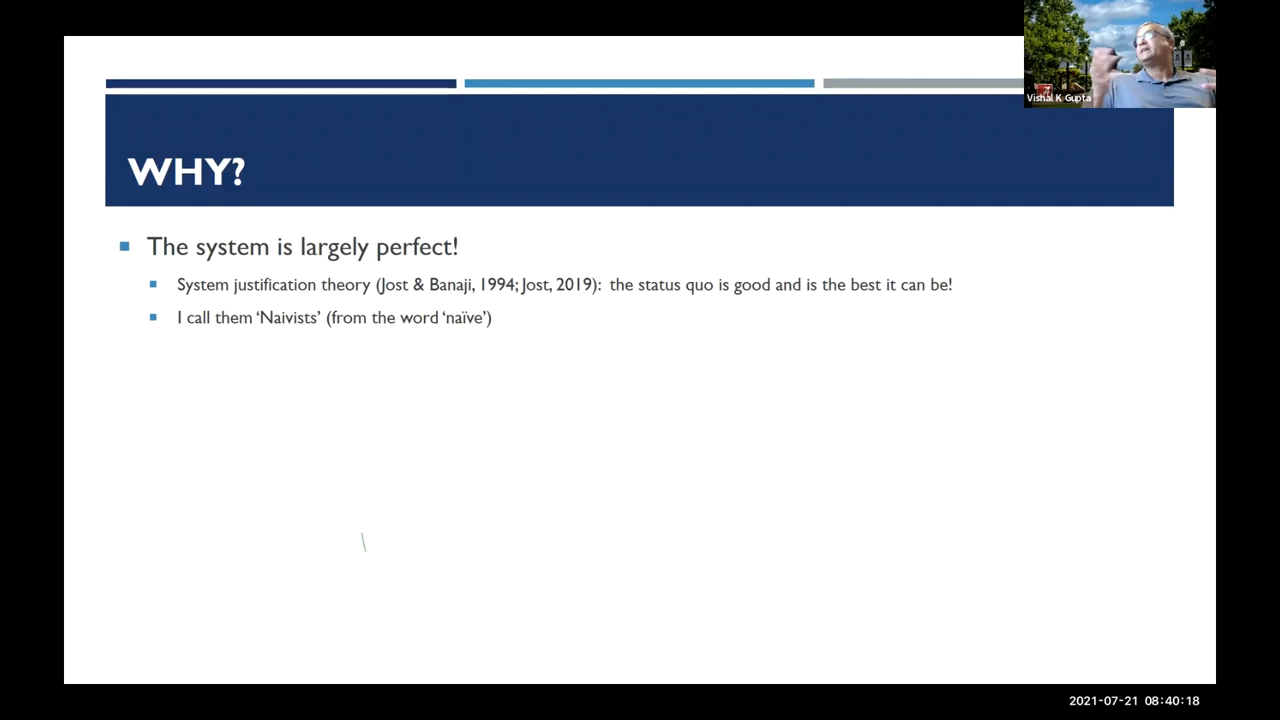 Vishal K Gupta
WHY?
The system is largely perfect!
System justification theory (Jost & Banaji, 1994; Jost, 2019): the status quo is good and is the best it can be!
I call them ‘Naivists’ (from the word ‘naïve’)
2021-07-21 08:40:18